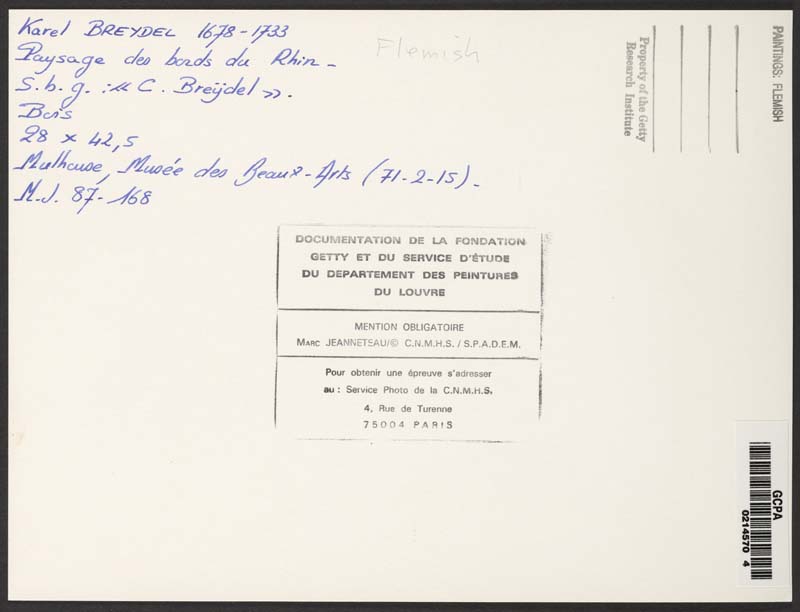 Karel BREYDEL 1678-1733
Paysage des bords du Rhin -
S.b.g. : « C. Breÿdel ».
Bois
28 x 42,5
Mulhouse, Musée des Beaux-Arts (71-2-15).
M.J. 87-168
Flemish
Property of the Getty
Research Institute
PAINTINGS: FLEMISH
DOCUMENTATION DE LA FONDATION
GETTY ET DU SERVICE D'ÉTUDE
DU DEPARTEMENT DES PEINTURES
DU LOUVRE
MENTION OBLIGATOIRE
MARC JEANNETEAU/© C.N.M.H.S. / S.P.A.D.E.M.
Pour obtenir une épreuve s'adresser
au : Service Photo de la C.N.M.H.S.
4, Rue de Turenne
75004 PARIS
GCPA
0214570 4